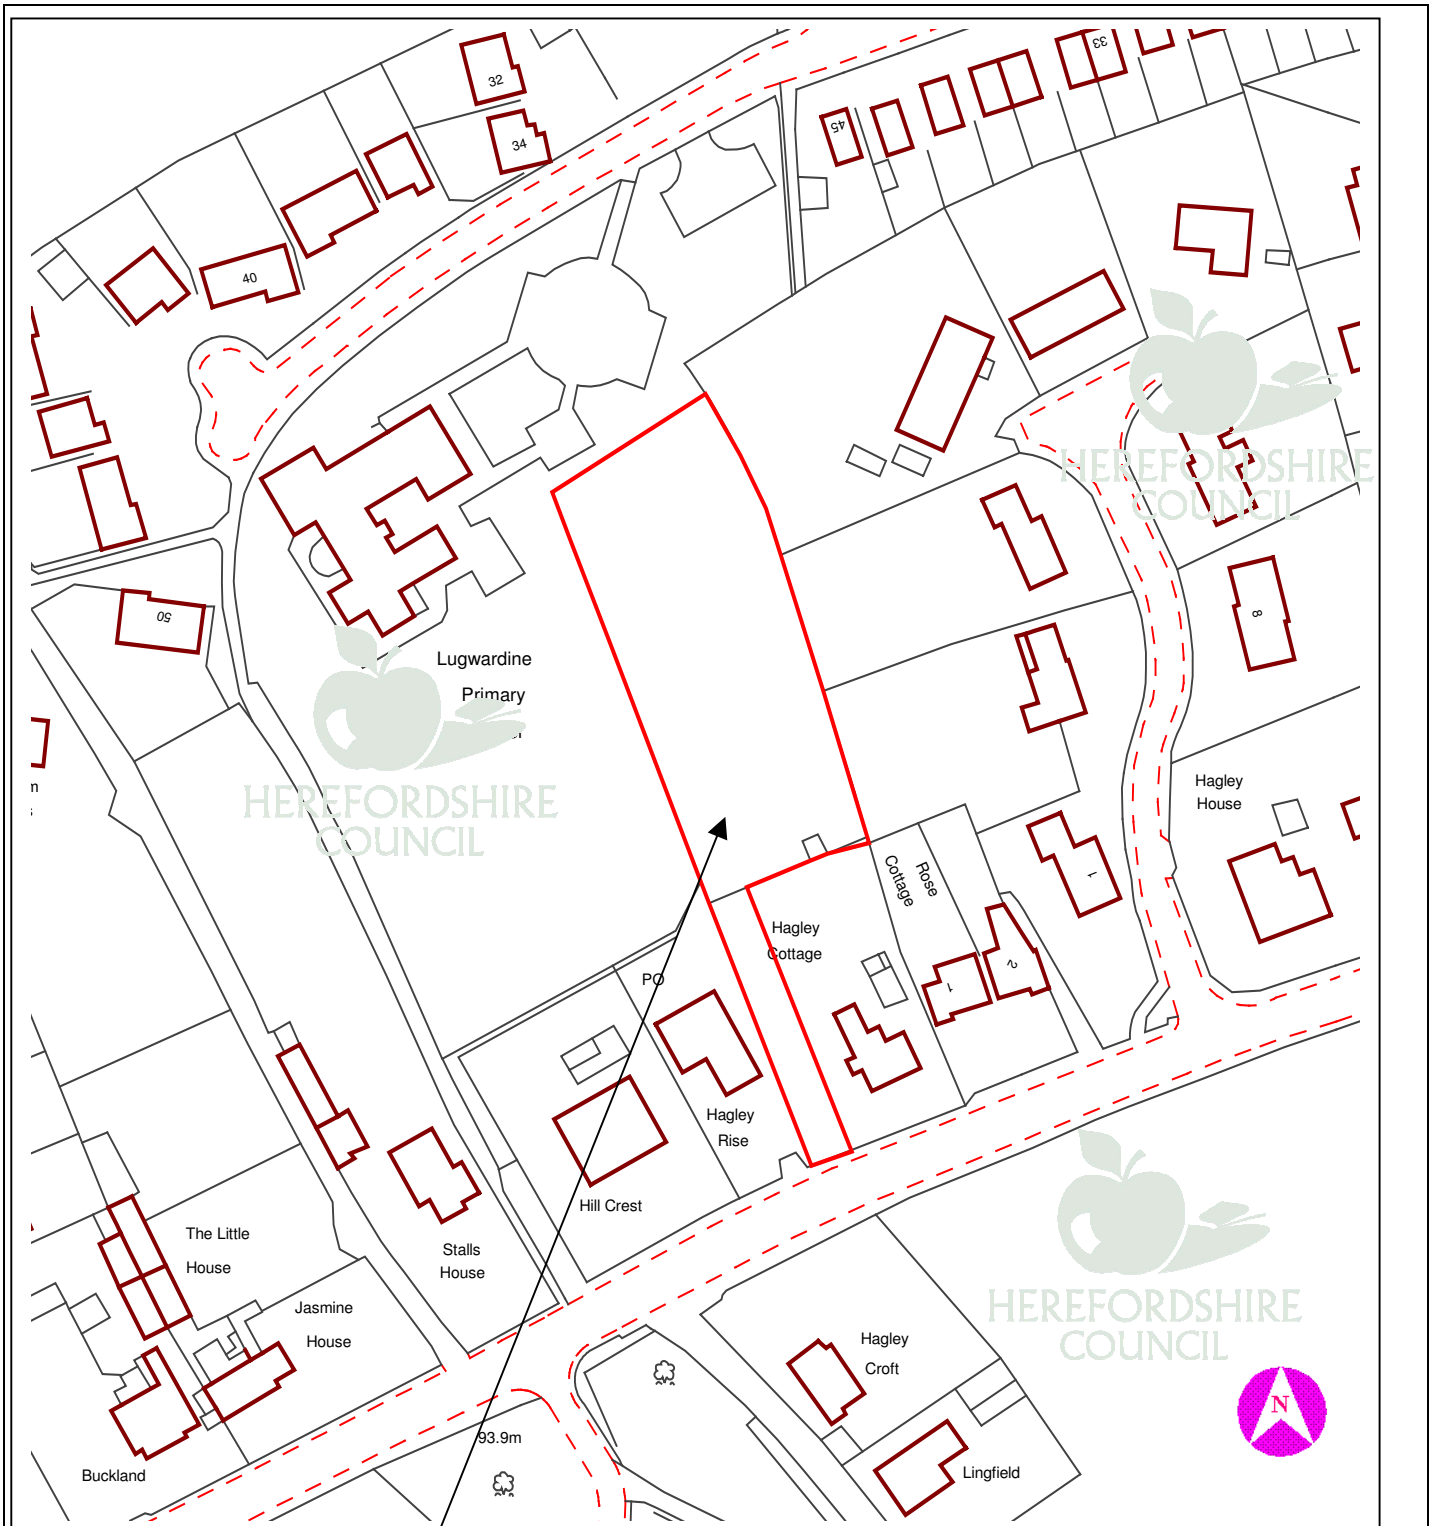 32
33
34
45
40
50
8
HEREFORDSHIRE
COUNCIL
Lugwardine
Primary
HEREFORDSHIRE
COUNCIL
Hagley
House
Rose
Cottage
1
2
1
Hagley
Cottage
PO
Hagley
Rise
Hill Crest
The Little
House
Stalls
House
Jasmine
House
HEREFORDSHIRE
COUNCIL
Hagley
Croft
N
93.9m
Buckland
Lingfield